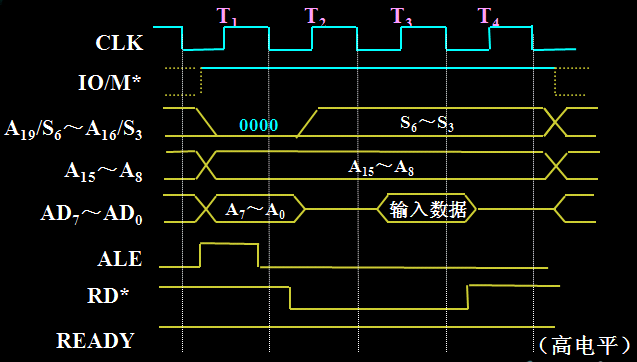 T1 T2 T3 T4
CLK
IO/M*
A19/S6～A16/S3 0000 S6～S3
A15～A8 A15～A8
AD7～AD0 A7～A0 输入数据
ALE
RD*
READY
（高电平）